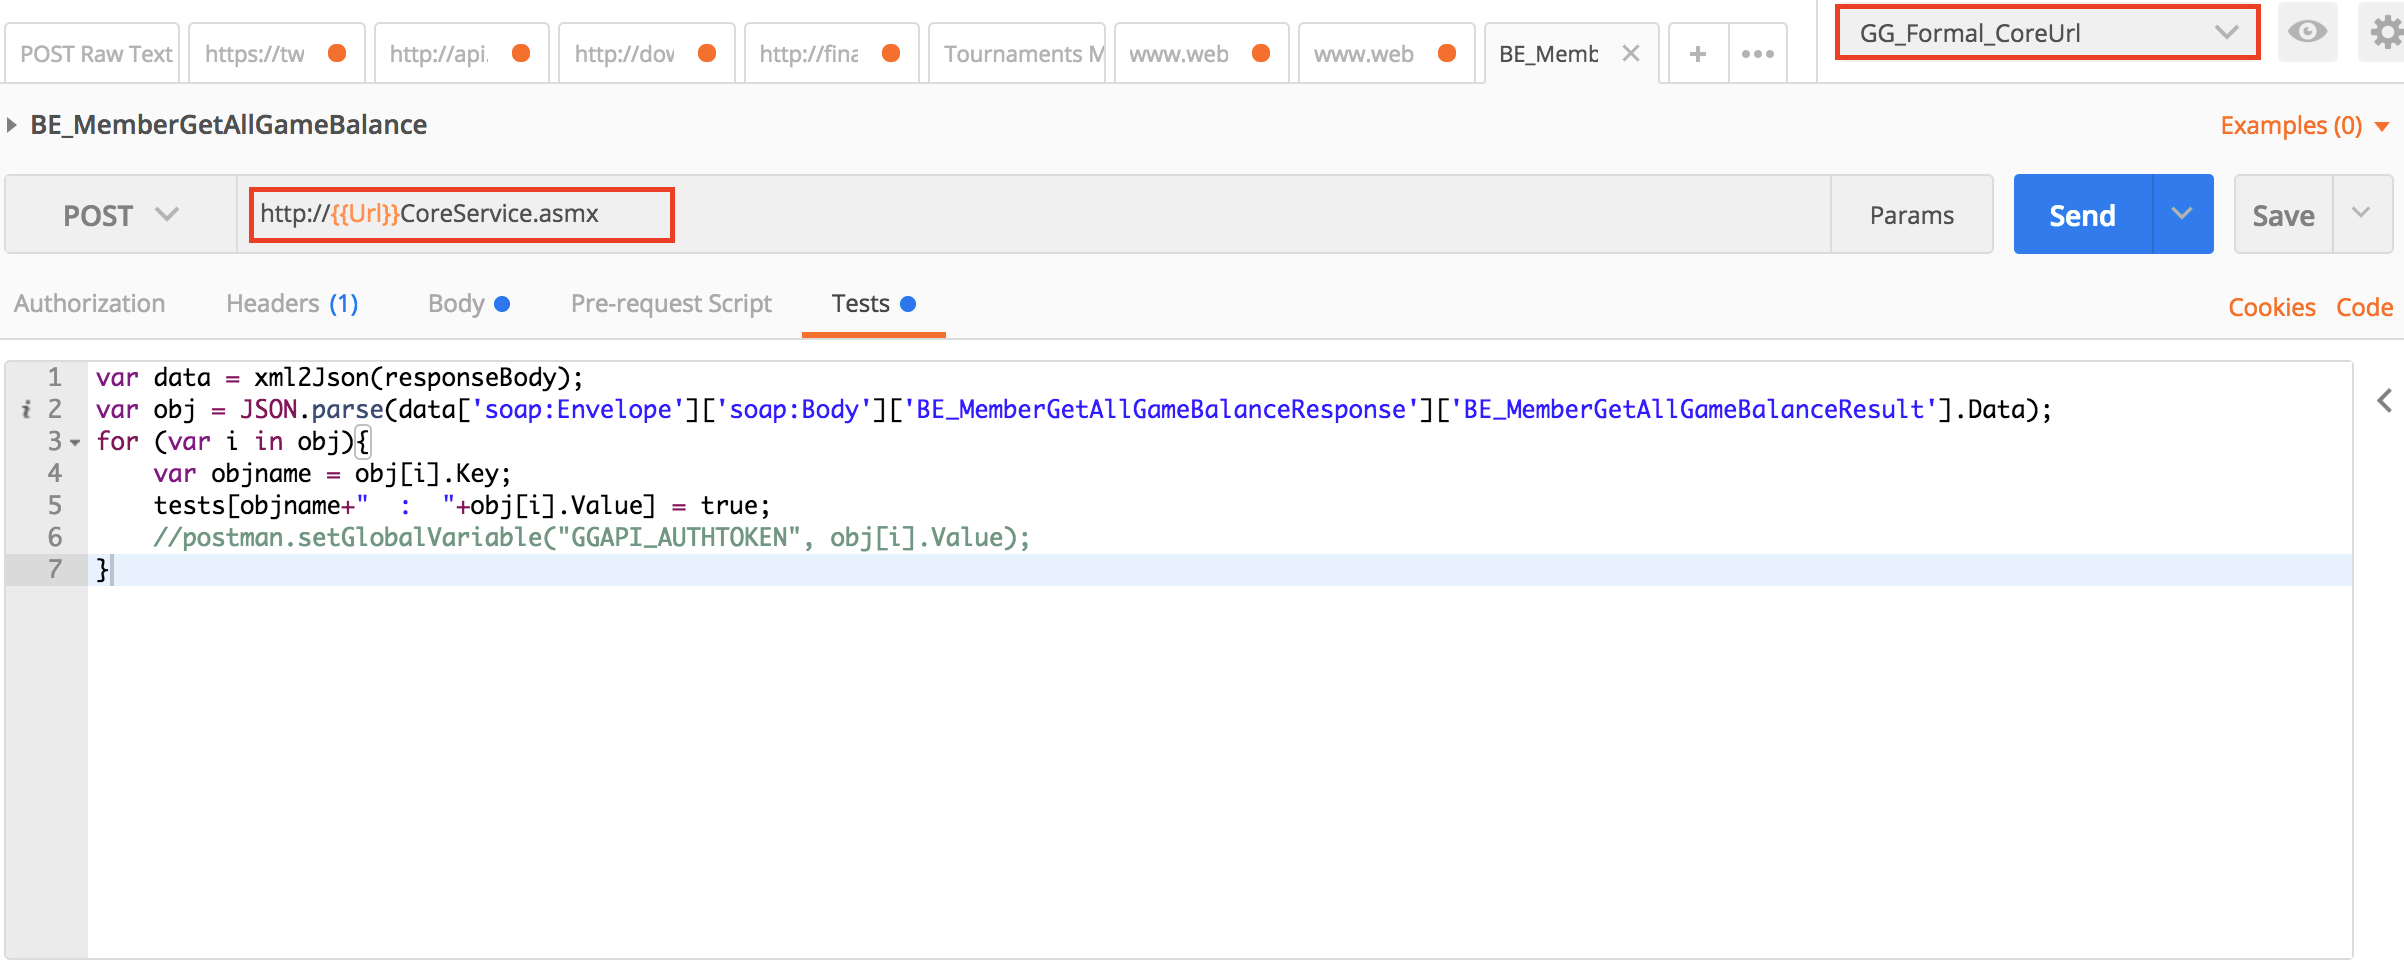 POST Raw Text
https://tw
http://api.
http://dov
http://fina
Tournaments M
www.web
www.web
BE_Memb
GG_Formal_CoreUrl
BE_MemberGetAllGameBalance
Examples (0)
POST
http://{{Url}}CoreService.asmx
Params
Send
Save
Authorization
Headers (1)
Body
Pre-request Script
Tests
Cookies
Code
1 var data = xml2Json(responseBody);
i 2 var obj = JSON.parse(data['soap:Envelope']['soap:Body']['BE_MemberGetAllGameBalanceResponse']['BE_MemberGetAllGameBalanceResult'].Data);
3 for (var i in obj){
4 var objname = obj[i].Key;
5 tests[objname+"  :  "+obj[i].Value] = true;
6 //postman.setGlobalVariable("GGAPI_AUTHTOKEN", obj[i].Value);
7 }